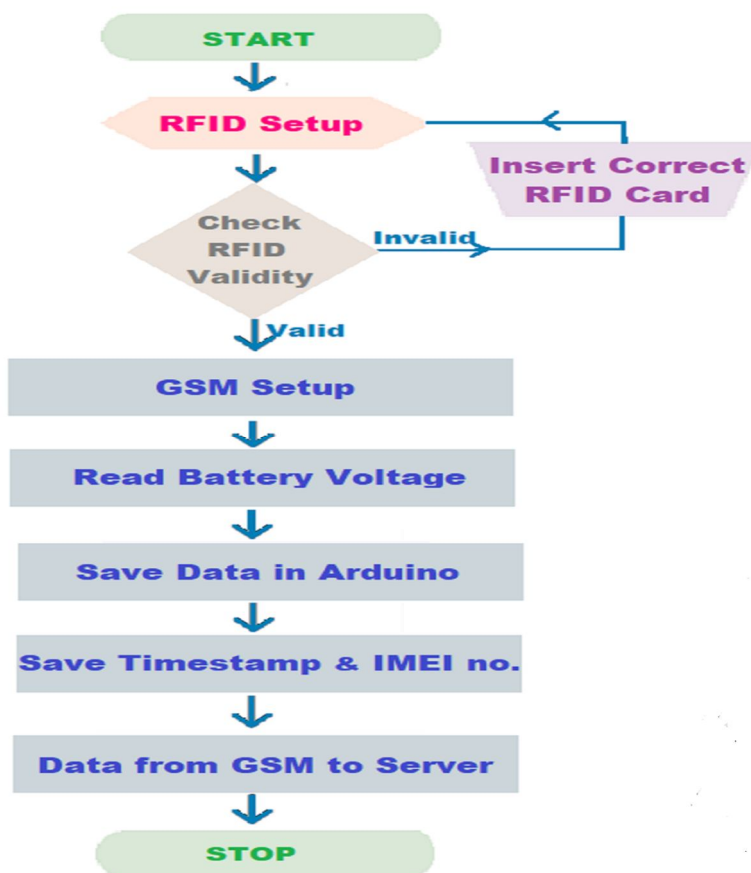 START
RFID Setup
Insert Correct
RFID Card
Check
RFID
Validity
Invalid
Valid
GSM Setup
Read Battery Voltage
Save Data in Arduino
Save Timestamp & IMEI no.
Data from GSM to Server
STOP